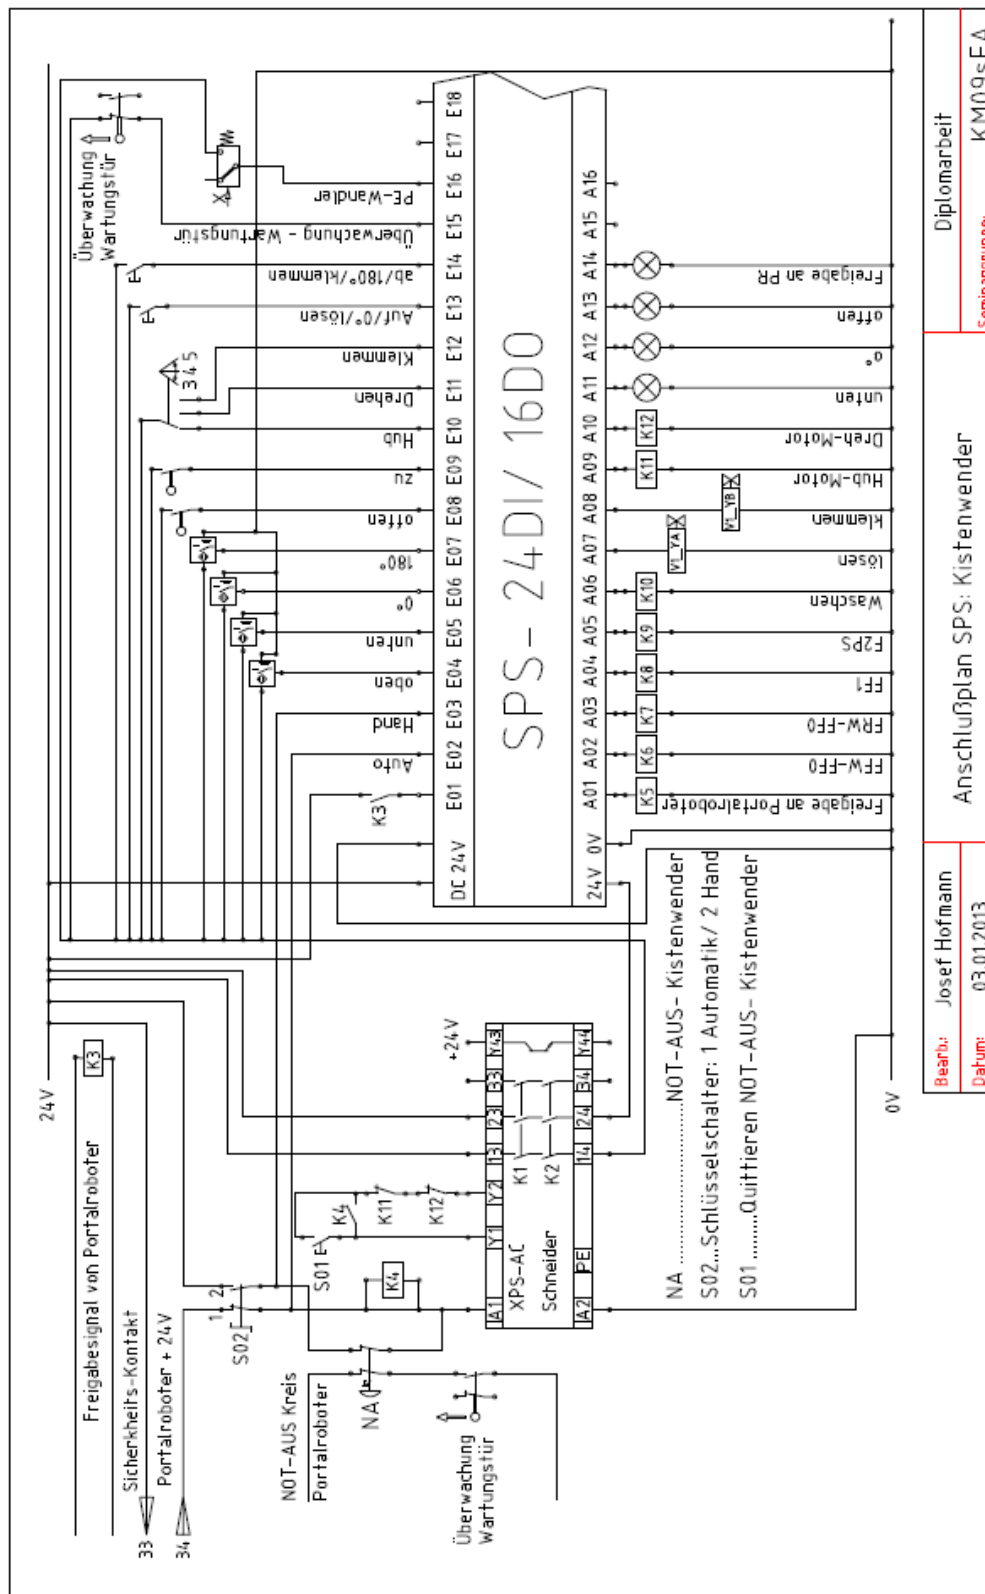 24V
Freigabesignal von Portalroboter
K3
33
Sicherkheits-Kontakt
34
Portalroboter + 24V
S02
1 2
NOT-AUS Kreis
Portalroboter
NA
K4
Überwachung
Wartungstür
S01
K4
K11
K12
+24V
A1
Y1
Y2
13
23
33
Y43
XPS-AC
Schneider
K1
K2
A2
PE
14
24
34
Y44
Überwachung
Wartungstür
X
3 4 5
K3
Auto
Hand
oben
unten
0°
180°
offen
zu
Hub
Drehen
Klemmen
Auf/0°/lösen
ab/180°/klemmen
Überwachung - Wartungstür
PE-Wandler
DC 24V
E01
E02
E03
E04
E05
E06
E07
E08
E09
E10
E11
E12
E13
E14
E15
E16
E17
E18
SPS-24DI/ 16DO
24V
0V
A01
A02
A03
A04
A05
A06
A07
A08
A09
A10
A11
A12
A13
A14
A15
A16
K5
K6
K7
K8
K9
K10
V1_YA
V1_YB
K11
K12
Freigabe an Portalroboter
FFW-FF0
FRW-FF0
FF1
F2PS
Waschen
lösen
klemmen
Hub-Motor
Dreh-Motor
unten
0°
offen
Freigabe an PR
NA ................NOT-AUS- Kistenwender
S02...Schlüsselschalter: 1 Automatik/ 2 Hand
S01 .........Quittieren NOT-AUS- Kistenwender
0V
Bearb.: Josef Hofmann
Datum: 03.01.2013
Anschlußplan SPS: Kistenwender
Diplomarbeit